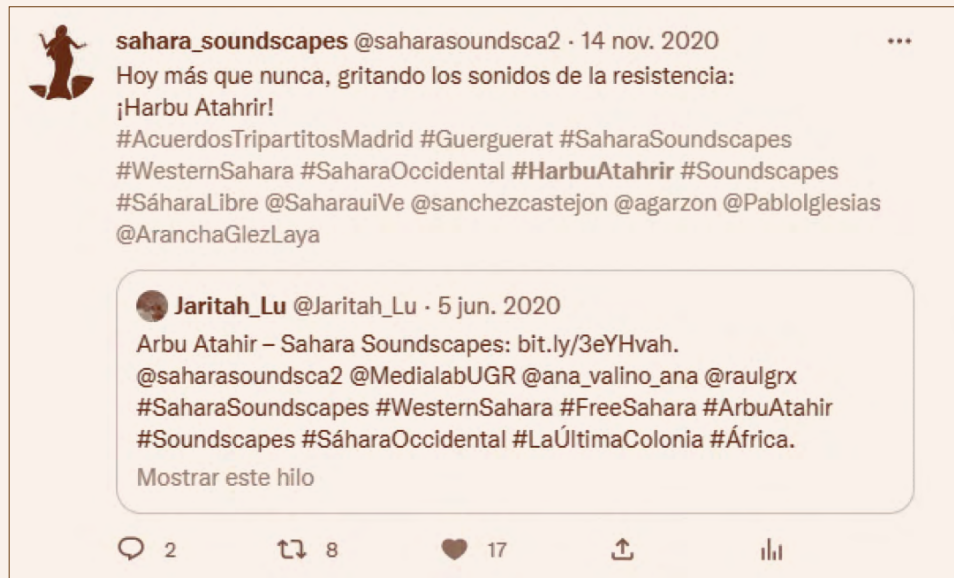 sahara_soundscapes @saharasoundsca2 · 14 nov. 2020
Hoy más que nunca, gritando los sonidos de la resistencia:
¡Harbu Atahrir!
#AcuerdosTripartitosMadrid #Guerguerat #SaharaSoundscapes
#WesternSahara #SaharaOccidental #HarbuAtahrir #Soundscapes
#SáharaLibre @SaharauiVe @sanchezcastejon @agarzon @PabloIglesias
@AranchaGlezLaya
Jaritah_Lu @Jaritah_Lu · 5 jun. 2020
Arbu Atahir – Sahara Soundscapes: bit.ly/3eYHvah.
@saharasoundsca2 @MedialabUGR @ana_valino_ana @raulgrx
#SaharaSoundscapes #WesternSahara #FreeSahara #ArbuAtahir
#Soundscapes #SáharaOccidental #LaÚltimaColonia #África.
Mostrar este hilo
2 8 17